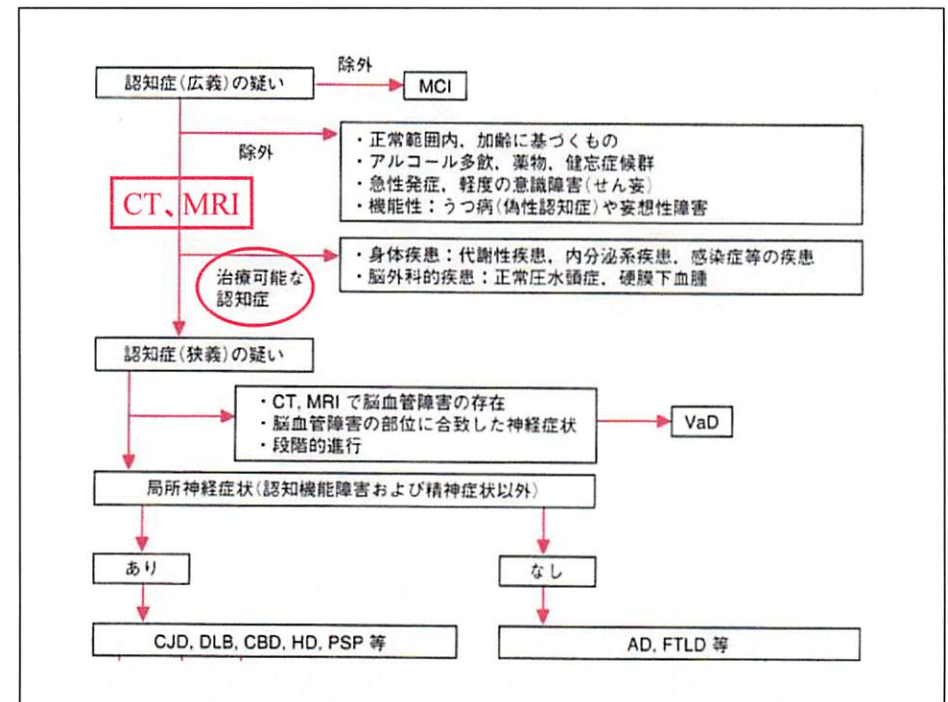 認知症(広義)の疑い
除外
MCI
除外
・正常範囲内，加齢に基づくもの
・アルコール多飲，薬物，健忘症候群
・急性発症，軽度の意識障害(せん妄)
・機能性：うつ病(偽性認知症)や妄想性障害
CT、MRI
・身体疾患：代謝性疾患，内分泌系疾患，感染症等の疾患
・脳外科的疾患：正常圧水頭症，硬膜下血腫
治療可能な
認知症
認知症(狭義)の疑い
・CT, MRI で脳血管障害の存在
・脳血管障害の部位に合致した神経症状
・段階的進行
VaD
局所神経症状(認知機能障害および精神症状以外)
あり
なし
CJD, DLB, CBD, HD, PSP 等
AD, FTLD 等